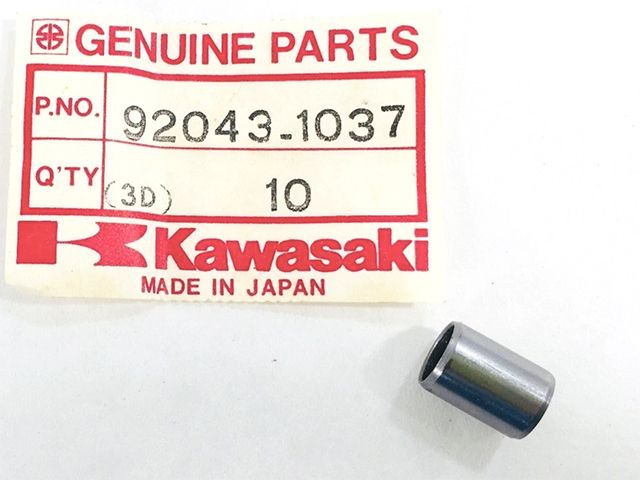 GENUINE PARTS
P.NO. 92043-1037
Q'TY (3D) 10
Kawasaki
MADE IN JAPAN